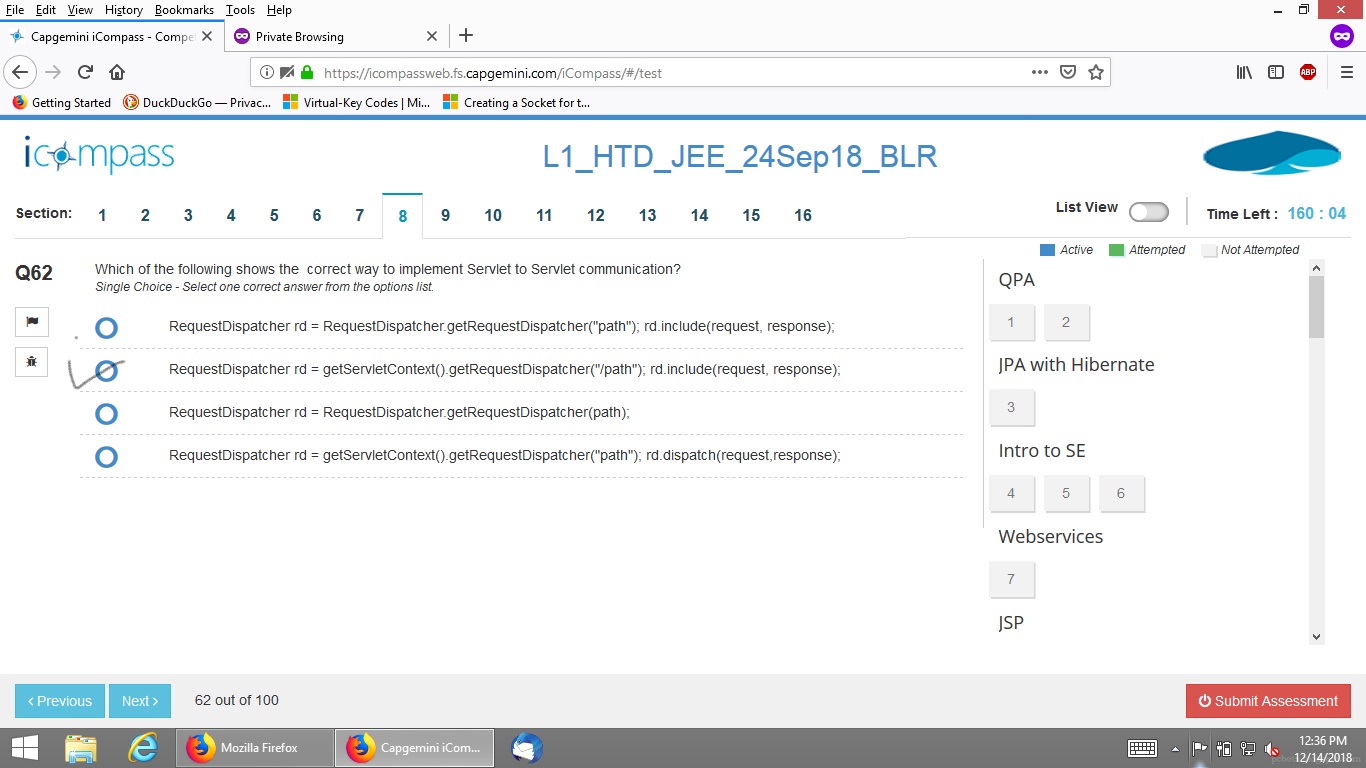 File Edit View History Bookmarks Tools Help
Capgemini iCompass - Compe
Private Browsing
https://icompassweb.fs.capgemini.com/iCompass/#/test
ABP
Getting Started
DuckDuckGo — Privac...
Virtual-Key Codes | Mi...
Creating a Socket for t...
icompass
L1_HTD_JEE_24Sep18_BLR
Section: 1 2 3 4 5 6 7 8 9 10 11 12 13 14 15 16
List View
Time Left : 160 : 04
Active Attempted Not Attempted
Q62
Which of the following shows the  correct way to implement Servlet to Servlet communication?
Single Choice - Select one correct answer from the options list.
RequestDispatcher rd = RequestDispatcher.getRequestDispatcher("path"); rd.include(request, response);
RequestDispatcher rd = getServletContext().getRequestDispatcher("/path"); rd.include(request, response);
RequestDispatcher rd = RequestDispatcher.getRequestDispatcher(path);
RequestDispatcher rd = getServletContext().getRequestDispatcher("path"); rd.dispatch(request,response);
QPA
1 2
JPA with Hibernate
3
Intro to SE
4 5 6
Webservices
7
JSP
Previous
Next
62 out of 100
Submit Assessment
Mozilla Firefox
Capgemini iCom...
12:36 PM
12/14/2018